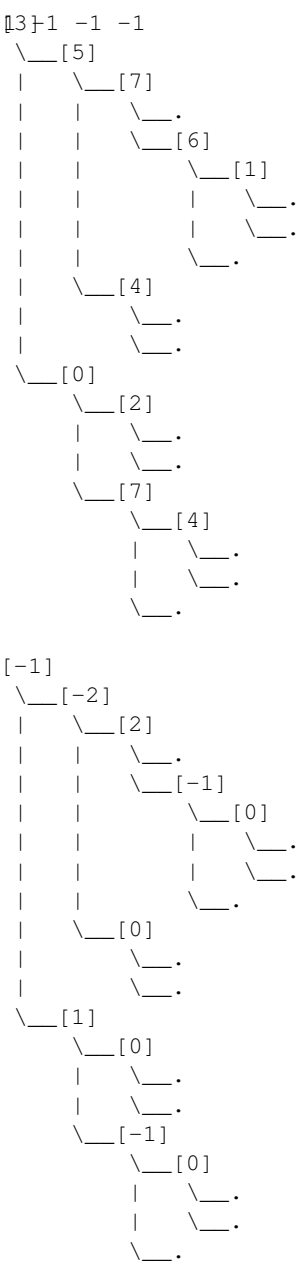 [3]-1 -1 -1
 \__[5]
 |   \__[7]
 |   |   \__.
 |   |   \__[6]
 |   |       \__[1]
 |   |       |   \__.
 |   |       |   \__.
 |   |       \__.
 |   \__[4]
 |       \__.
 |       \__.
 \__[0]
     \__[2]
     |   \__.
     |   \__.
     \__[7]
         \__[4]
         |   \__.
         |   \__.
         \__.

[-1]
 \__[-2]
 |   \__[2]
 |   |   \__.
 |   |   \__[-1]
 |   |       \__[0]
 |   |       |   \__.
 |   |       |   \__.
 |   |       \__.
 |   \__[0]
 |       \__.
 |       \__.
 \__[1]
     \__[0]
     |   \__.
     |   \__.
     \__[-1]
         \__[0]
         |   \__.
         |   \__.
         \__.